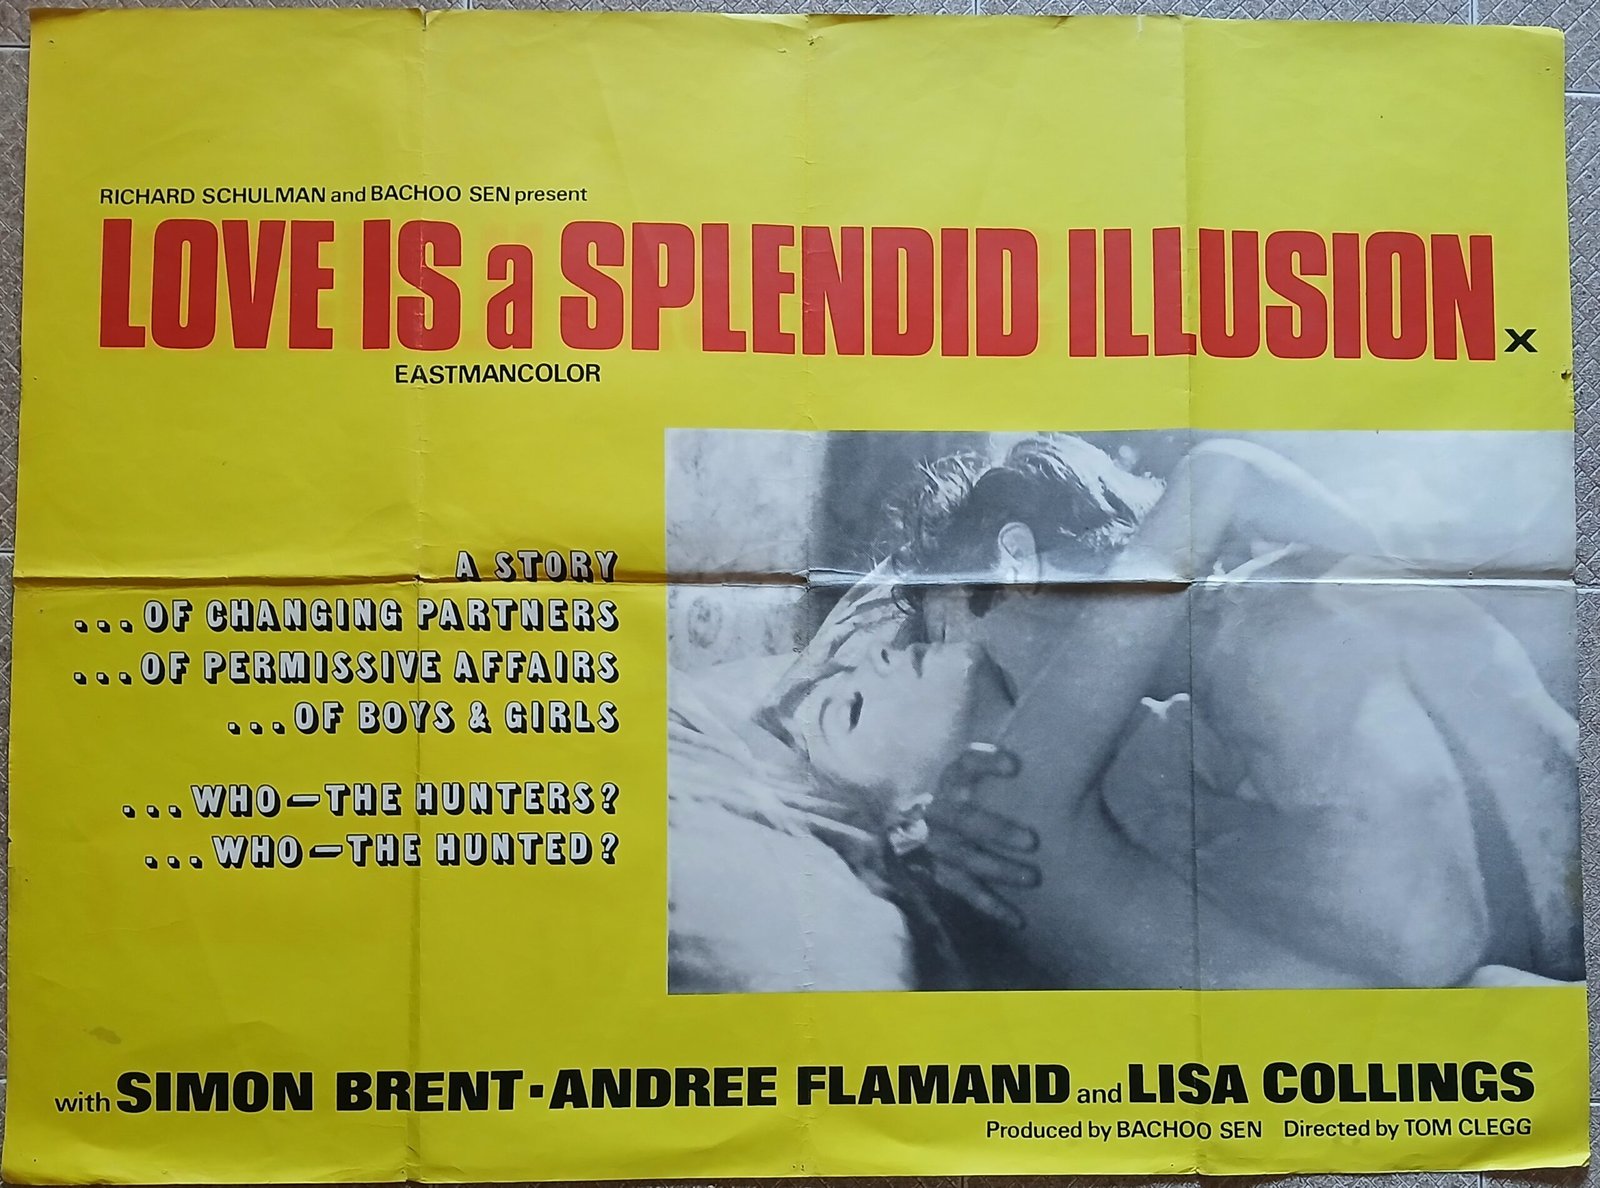 RICHARD SCHULMAN and BACHOO SEN present
LOVE IS a SPLENDID ILLUSION X
EASTMANCOLOR
A STORY
...OF CHANGING PARTNERS
...OF PERMISSIVE AFFAIRS
...OF BOYS & GIRLS
...WHO—THE HUNTERS?
...WHO—THE HUNTED?
with SIMON BRENT · ANDREE FLAMAND and LISA COLLINGS
Produced by BACHOO SEN Directed by TOM CLEGG